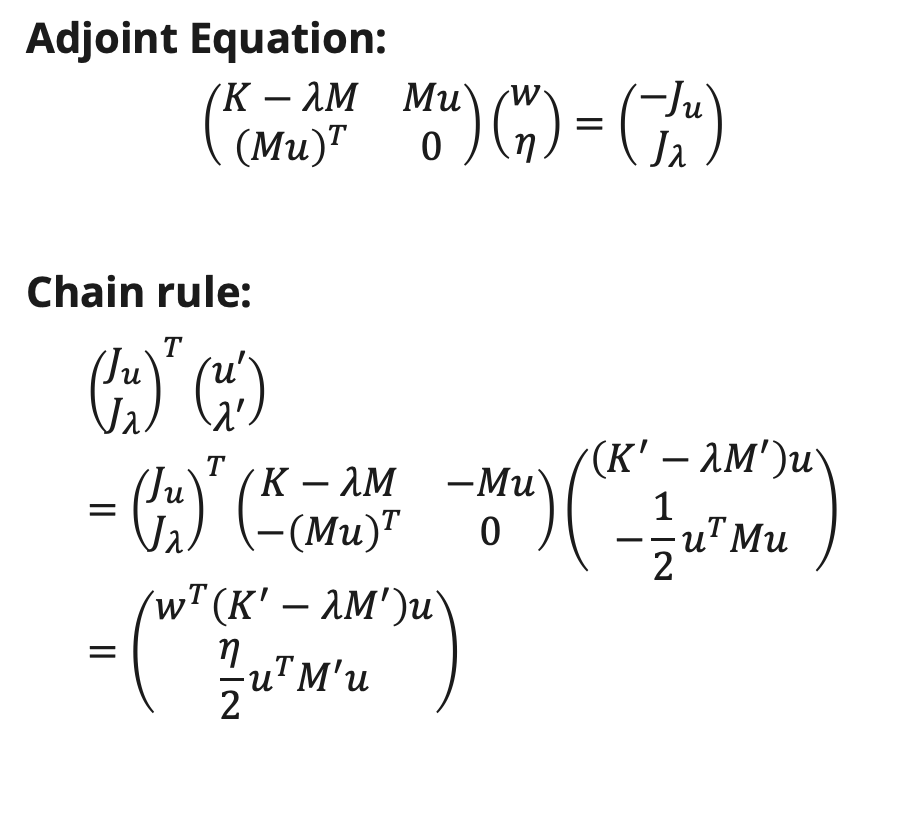 Adjoint Equation:
\begin{pmatrix} K - \lambda M & Mu \\ (Mu)^T & 0 \end{pmatrix} \begin{pmatrix} w \\ \eta \end{pmatrix} = \begin{pmatrix} -J_u \\ J_\lambda \end{pmatrix}
Chain rule:
\begin{pmatrix} J_u \\ J_\lambda \end{pmatrix}^T \begin{pmatrix} u' \\ \lambda' \end{pmatrix}
= \begin{pmatrix} J_u \\ J_\lambda \end{pmatrix}^T \begin{pmatrix} K - \lambda M & -Mu \\ -(Mu)^T & 0 \end{pmatrix} \begin{pmatrix} (K' - \lambda M')u \\ -\frac{1}{2} u^T Mu \end{pmatrix}
= \begin{pmatrix} w^T (K' - \lambda M')u \\ \frac{\eta}{2} u^T M'u \end{pmatrix}